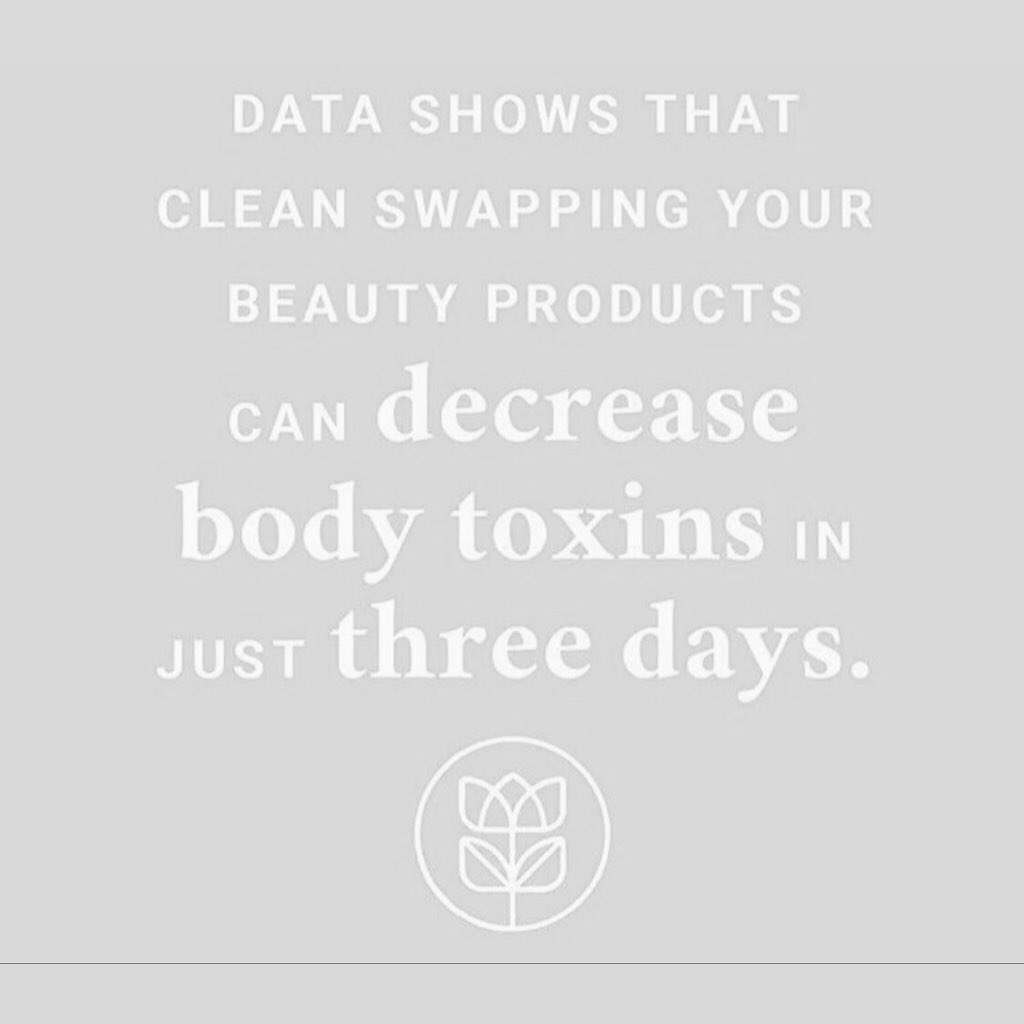 DATA SHOWS THAT
CLEAN SWAPPING YOUR
BEAUTY PRODUCTS
CAN decrease
body toxins IN
JUST three days.